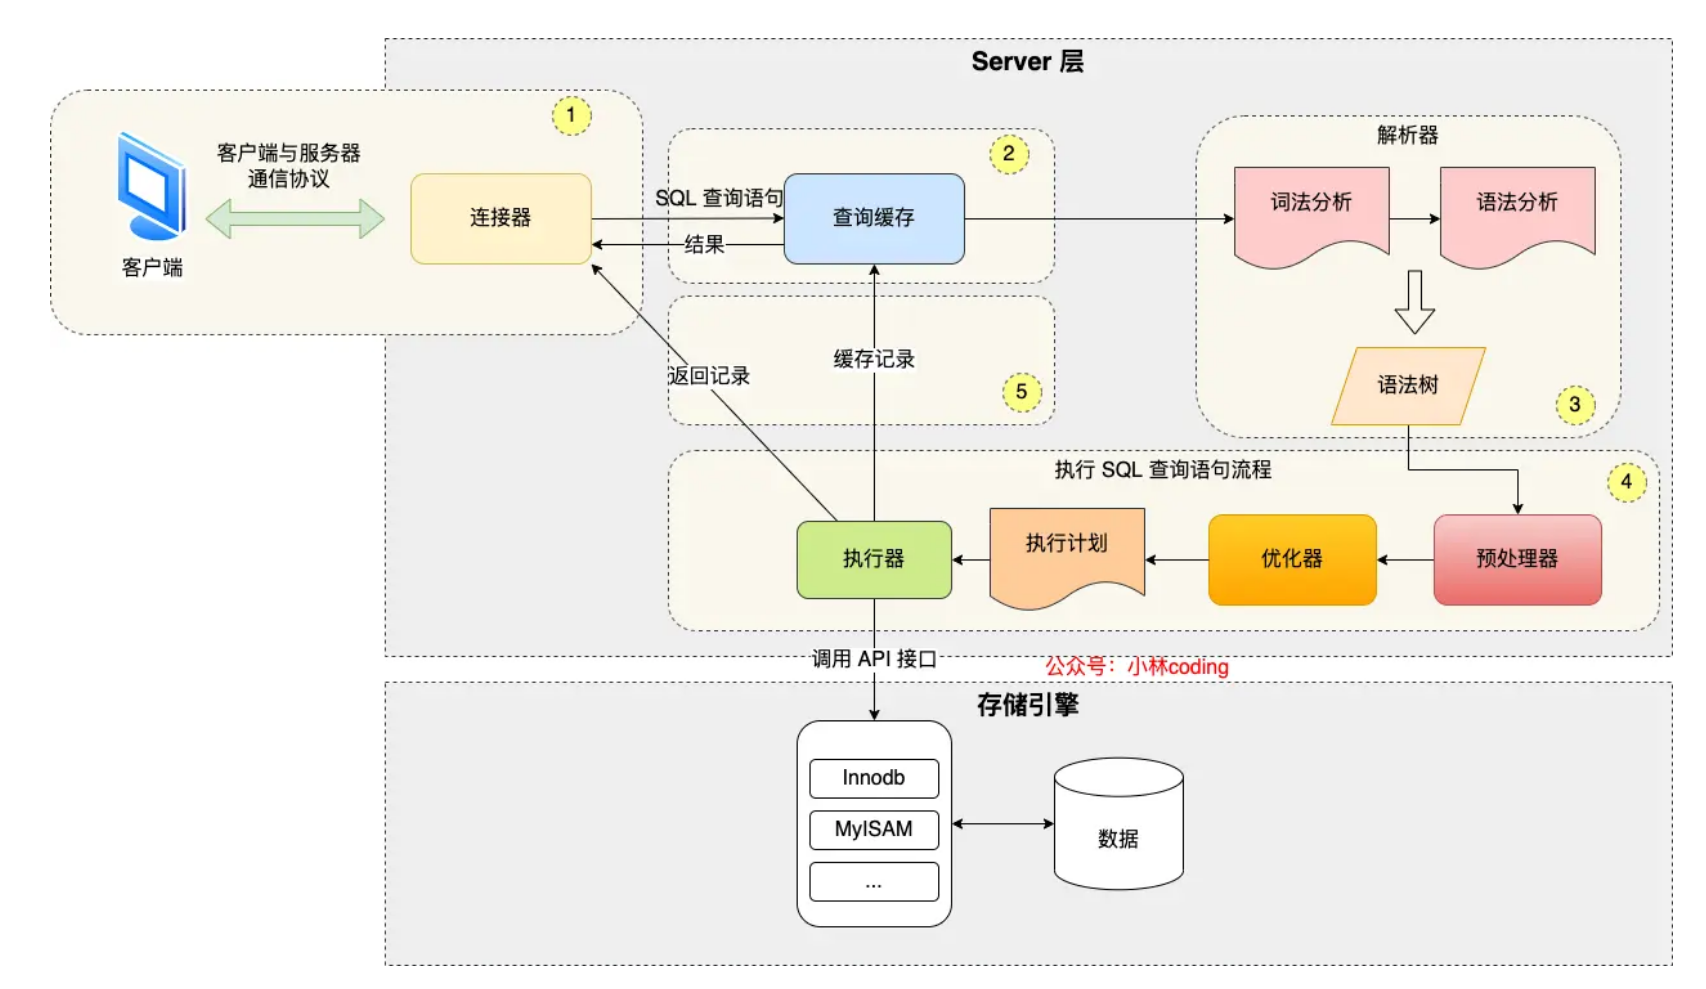 Server 层
1
客户端与服务器
通信协议
客户端
连接器
SQL 查询语句
结果
2
查询缓存
解析器
词法分析
语法分析
语法树
3
返回记录
缓存记录
5
执行 SQL 查询语句流程
4
执行器
执行计划
优化器
预处理器
调用 API 接口
公众号：小林coding
存储引擎
Innodb
MyISAM
...
数据